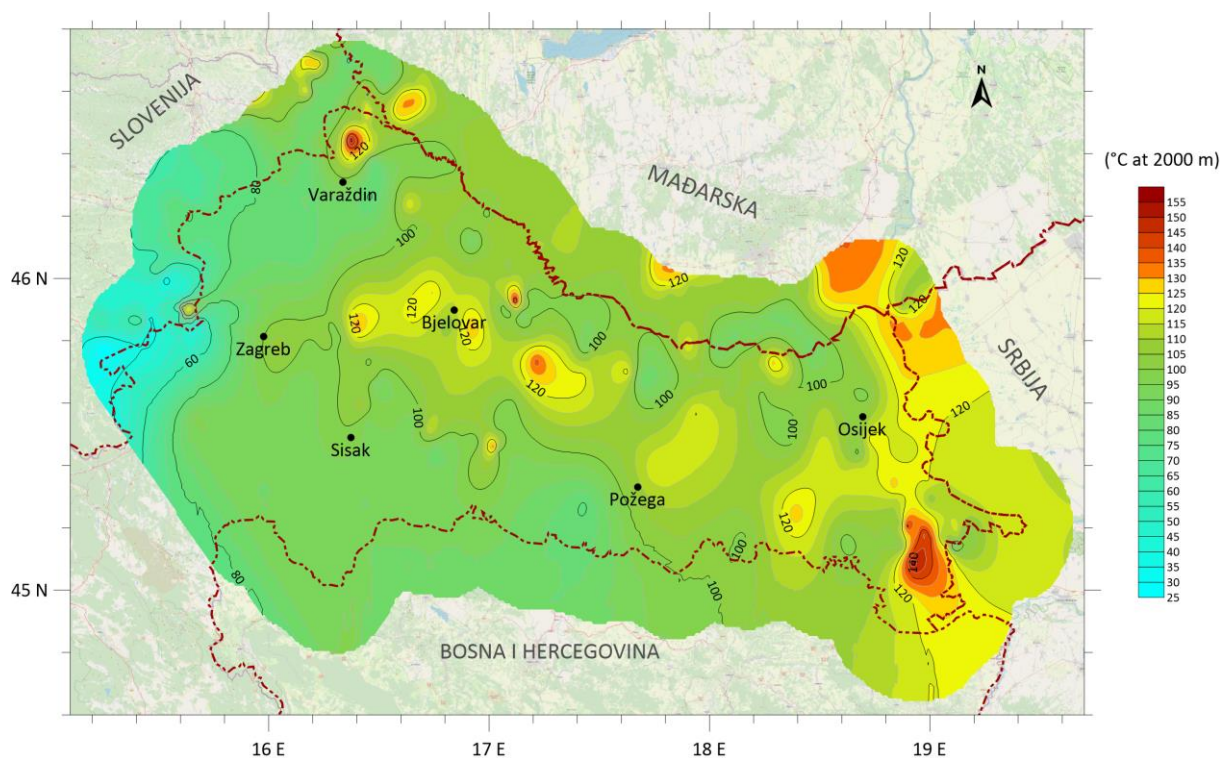 SLOVENIJA
N
(°C at 2000 m)
120
80
Varaždin
MAĐARSKA
155
150
145
140
135
130
125
120
115
110
105
100
95
90
85
80
75
70
65
60
55
50
45
40
35
30
25
100
46 N
120
120
120
120
120
Bjelovar
120
100
Zagreb
60
SRBIJA
120
100
100
120
100
100
Osijek
Sisak
Požega
120
100
140
45 N
80
100
120
BOSNA I HERCEGOVINA
16 E
17 E
18 E
19 E